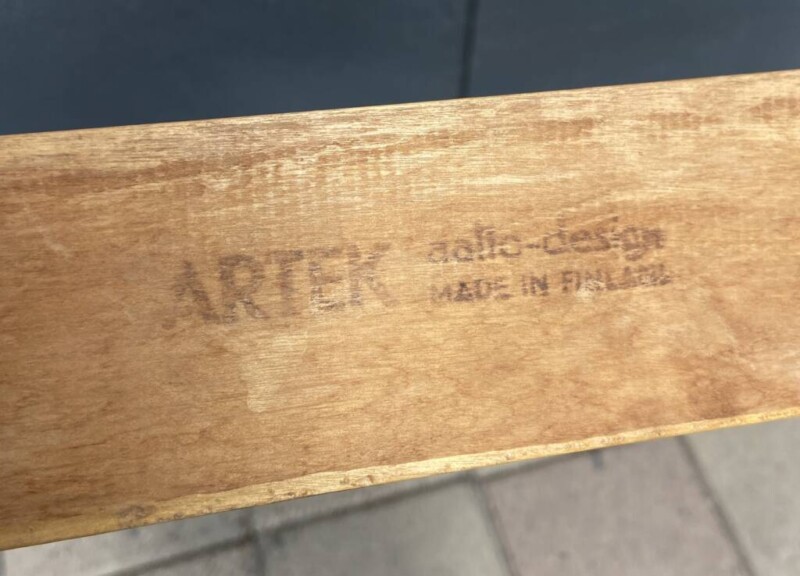 ARTEK
aalto-design
MADE IN FINLAND